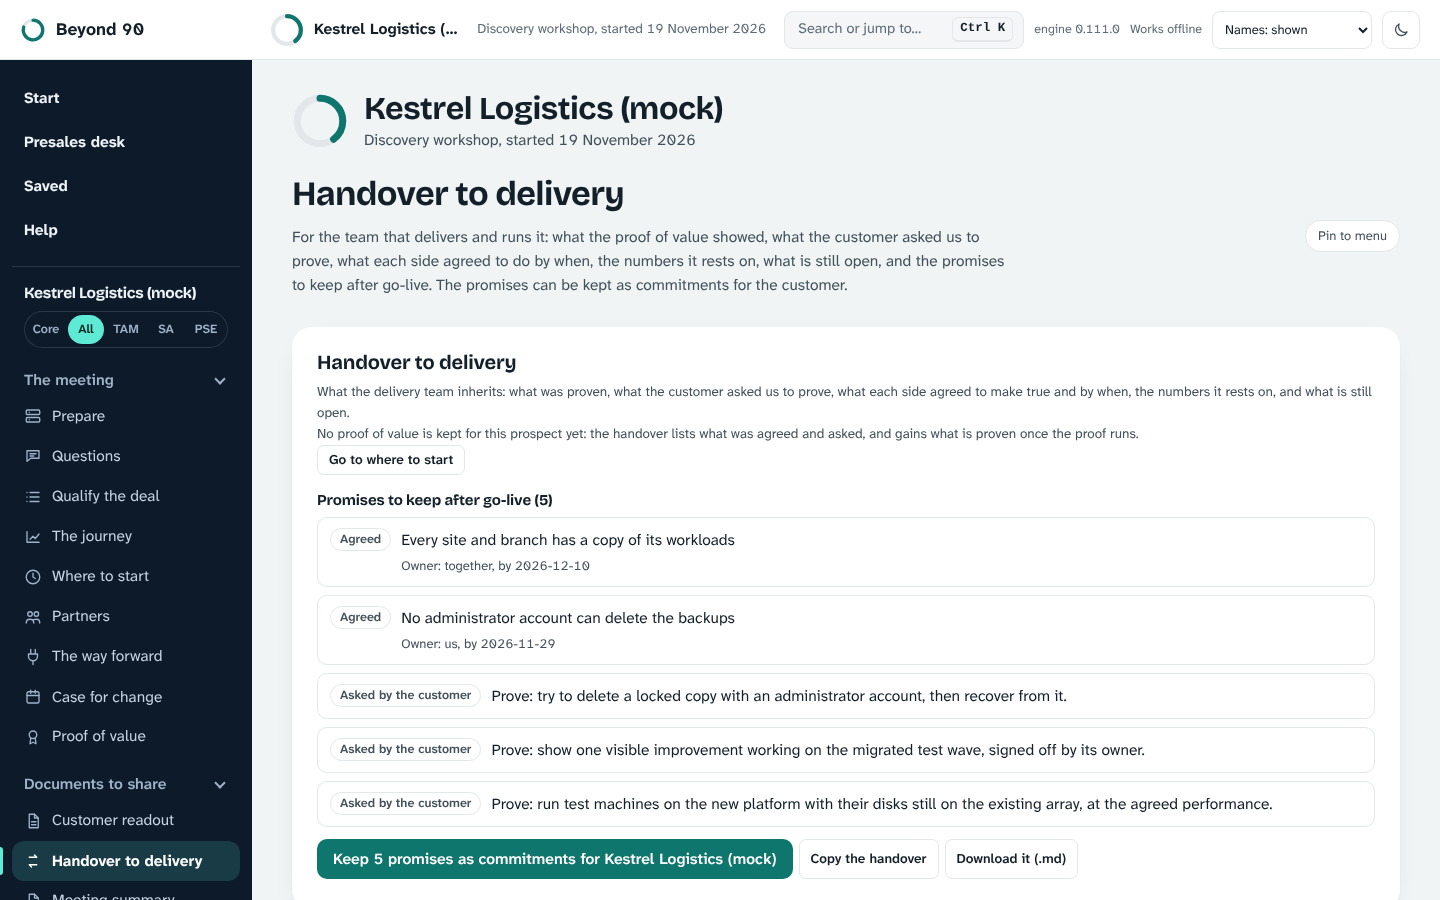 Beyond 90
Kestrel Logistics (...
Discovery workshop, started 19 November 2026
Search or jump to...
Ctrl K
engine 0.111.0
Works offline
Names: shown
Start
Presales desk
Saved
Help
Kestrel Logistics (mock)
Core
All
TAM
SA
PSE
The meeting
Prepare
Questions
Qualify the deal
The journey
Where to start
Partners
The way forward
Case for change
Proof of value
Documents to share
Customer readout
Handover to delivery
Meeting summary
Kestrel Logistics (mock)
Discovery workshop, started 19 November 2026
Handover to delivery
For the team that delivers and runs it: what the proof of value showed, what the customer asked us to
prove, what each side agreed to do by when, the numbers it rests on, what is still open, and the promises
to keep after go-live. The promises can be kept as commitments for the customer.
Pin to menu
Handover to delivery
What the delivery team inherits: what was proven, what the customer asked us to prove, what each side agreed to make true and by when, the numbers it rests on, and what is still
open.
No proof of value is kept for this prospect yet: the handover lists what was agreed and asked, and gains what is proven once the proof runs.
Go to where to start
Promises to keep after go-live (5)
Agreed
Every site and branch has a copy of its workloads
Owner: together, by 2026-12-10
Agreed
No administrator account can delete the backups
Owner: us, by 2026-11-29
Asked by the customer
Prove: try to delete a locked copy with an administrator account, then recover from it.
Asked by the customer
Prove: show one visible improvement working on the migrated test wave, signed off by its owner.
Asked by the customer
Prove: run test machines on the new platform with their disks still on the existing array, at the agreed performance.
Keep 5 promises as commitments for Kestrel Logistics (mock)
Copy the handover
Download it (.md)